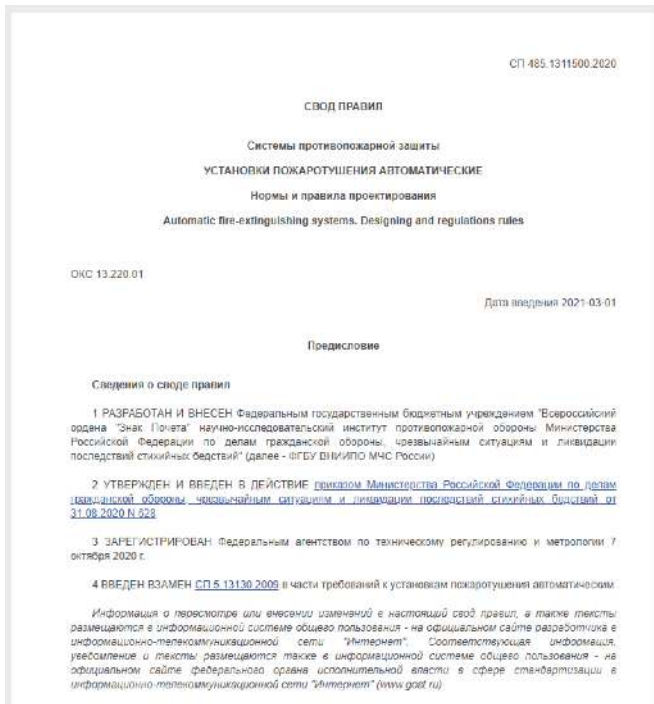 СП 485.1311500.2020
СВОД ПРАВИЛ
Системы противопожарной защиты
УСТАНОВКИ ПОЖАРОТУШЕНИЯ АВТОМАТИЧЕСКИЕ
Нормы и правила проектирования
Automatic fire-extinguishing systems. Designing and regulations rules
ОКС 13.220.01
Дата введения 2021-03-01
Предисловие
Сведения о своде правил
1 РАЗРАБОТАН И ВНЕСЕН Федеральным государственным бюджетным учреждением "Всероссийский
ордена "Знак Почета" научно-исследовательский институт противопожарной обороны Министерства
Российской Федерации по делам гражданской обороны, чрезвычайным ситуациям и ликвидации
последствий стихийных бедствий" (далее - ФГБУ ВНИИПО МЧС России)
2 УТВЕРЖДЕН И ВВЕДЕН В ДЕЙСТВИЕ приказом Министерства Российской Федерации по делам
гражданской обороны, чрезвычайным ситуациям и ликвидации последствий стихийных бедствий от
31.08.2020 N 628
3 ЗАРЕГИСТРИРОВАН Федеральным агентством по техническому регулированию и метрологии 7
октября 2020 г.
4 ВВЕДЕН ВЗАМЕН СП 5.13130.2009 в части требований к установкам пожаротушения автоматическим
Информация о пересмотре или внесении изменений в настоящий свод правил, а также тексты
размещаются в информационной системе общего пользования - на официальном сайте разработчика в
информационно-телекоммуникационной сети "Интернет". Соответствующая информация,
уведомление и тексты размещаются также в информационной системе общего пользования - на
официальном сайте федерального органа исполнительной власти в сфере стандартизации в
информационно-телекоммуникационной сети "Интернет" (www.gost.ru)